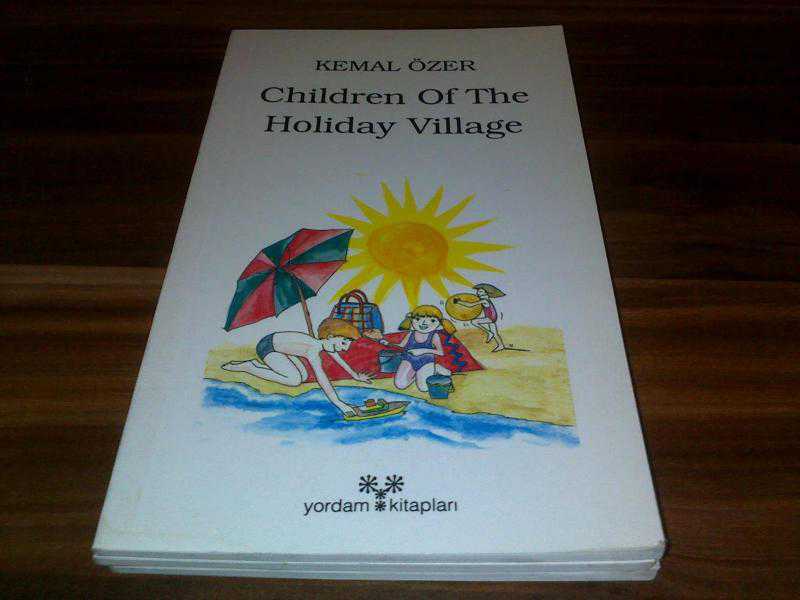 KEMAL ÖZER
Children Of The
Holiday Village
yordam kitapları